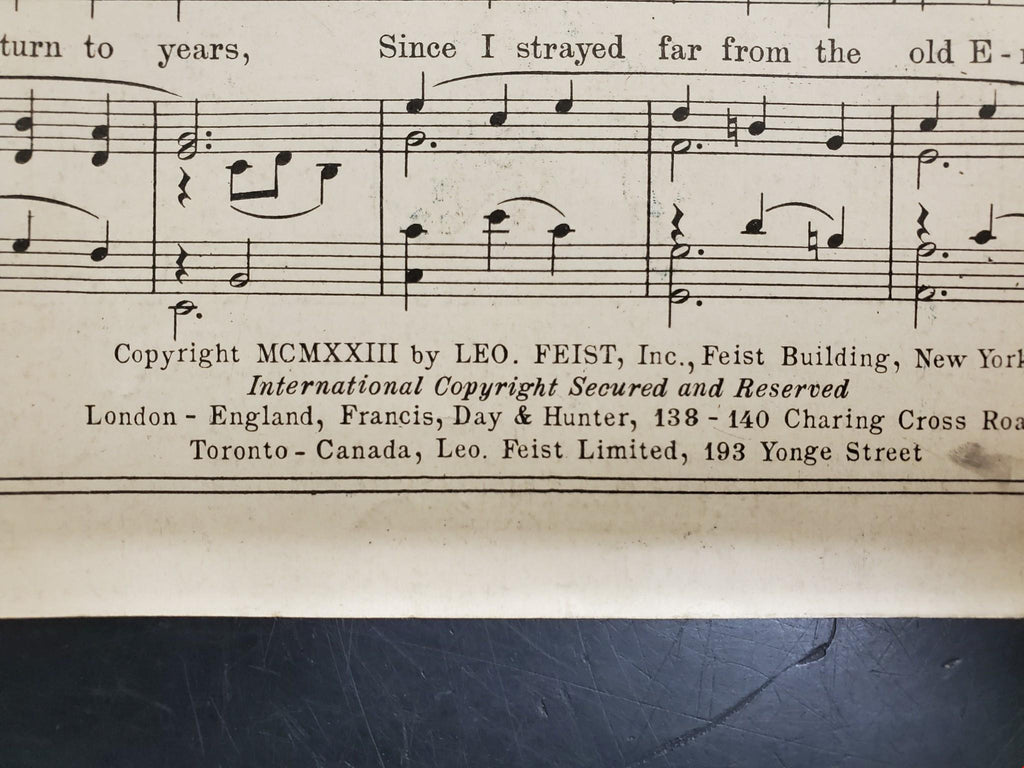 turn to years, Since I strayed far from the old E-
Copyright MCMXXIII by LEO. FEIST, Inc., Feist Building, New York
International Copyright Secured and Reserved
London - England, Francis, Day & Hunter, 138 - 140 Charing Cross Roa
Toronto - Canada, Leo. Feist Limited, 193 Yonge Street